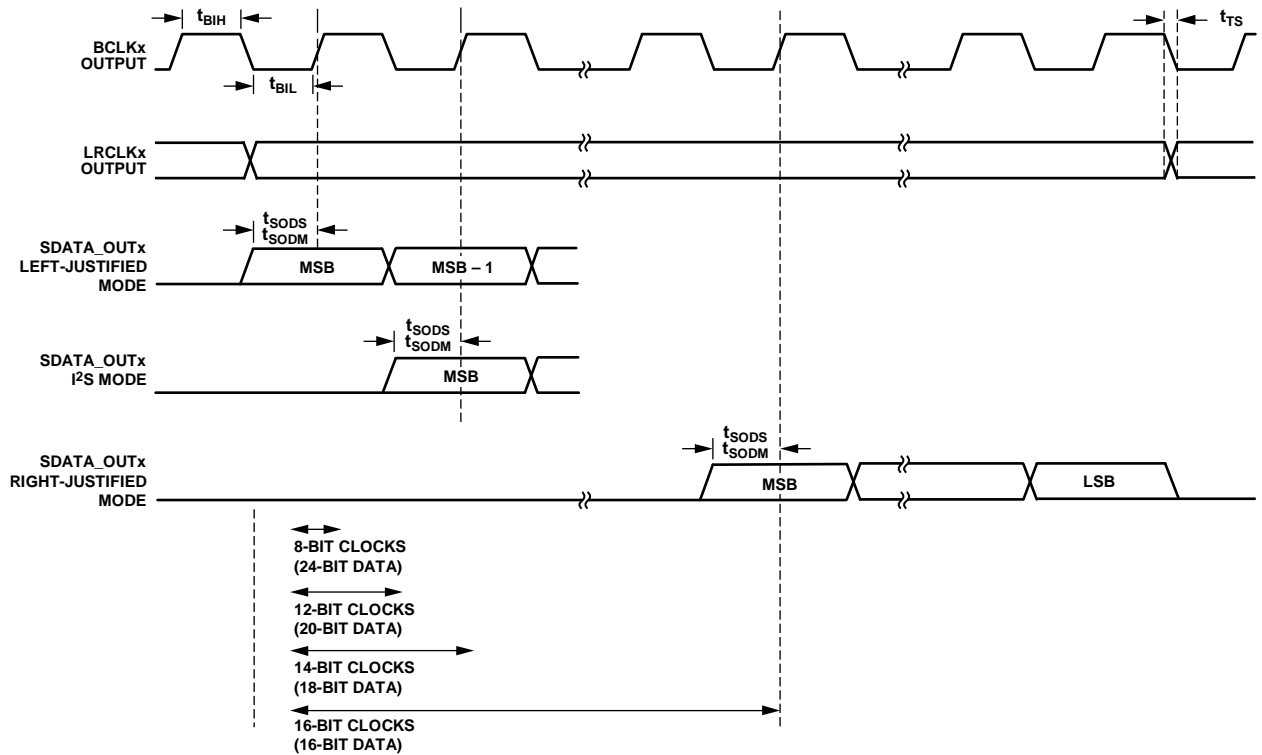 tBIH
tTS
BCLKx
OUTPUT
tBIL
LRCLKx
OUTPUT
tSODS
tSODM
SDATA_OUTx
LEFT-JUSTIFIED
MODE
MSB
MSB – 1
tSODS
tSODM
SDATA_OUTx
I2S MODE
MSB
tSODS
tSODM
SDATA_OUTx
RIGHT-JUSTIFIED
MODE
MSB
LSB
8-BIT CLOCKS
(24-BIT DATA)
12-BIT CLOCKS
(20-BIT DATA)
14-BIT CLOCKS
(18-BIT DATA)
16-BIT CLOCKS
(16-BIT DATA)